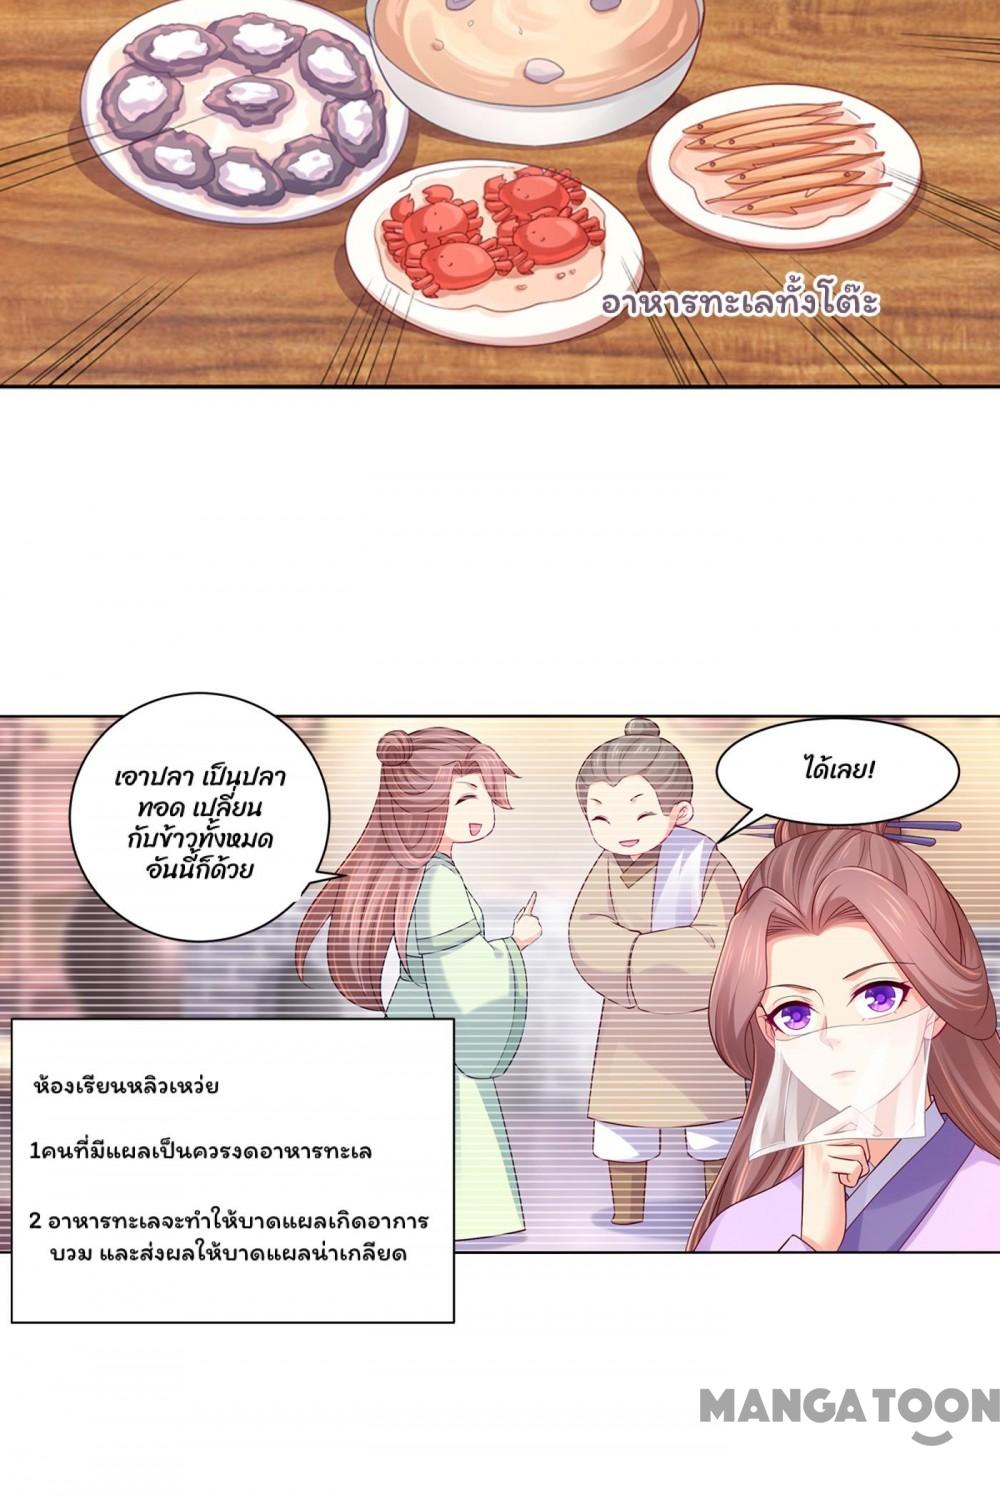 อาหารทะเลทั้งโต๊ะ
เอาปลา เป็นปลา
ทอด เปลี่ยน
กับข้าวทั้งหมด
อันนี้ก็ด้วย
ได้เลย!
ห้องเรียนหลิวเหว่ย
1คนที่มีแผลเป็นควรงดอาหารทะเล
2 อาหารทะเลจะทำให้บาดแผลเกิดอาการ
บวม และส่งผลให้บาดแผลน่าเกลียด
MANGATOON